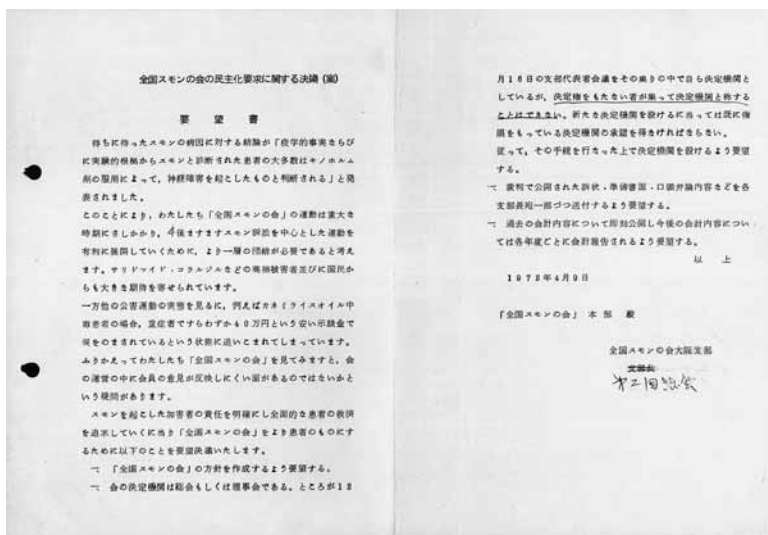 全国スモンの会の民主化要求に関する決議(案)
要望書
待ちに待ったスモンの病因に対する結論が「疫学的事実ならび
に実験的根拠からスモンと診断された患者の大多数はキノホルム
剤の服用によって、神経障害を起こしたものと判断される」と発
表されました。
このことにより、わたしたち「全国スモンの会」の運動は重大な
時期にさしかかり、今後ますますスモン訴訟を中心とした運動を
有利に展開していくために、より一層の団結が必要であると考え
ます。サリドマイド・コラルジルなどの薬禍被害者並びに国民か
らも大きな期待を寄せられています。
一方他の公害運動の実態を見るに、例えばカネミライスオイル中
毒患者の場合、重症者ですらわずか40万円という安い示談金で
涙をのまされているという状態に追いこまれてしまっています。
ふりかえってわたしたち「全国スモンの会」を見てみますと、会
の運営の中に会員の意見が反映しにくい面があるのではないかと
いう疑問があります。
スモンを起こした加害者の責任を明確にし全面的な患者の救済
を追求していくに当り「全国スモンの会」をより患者のものにす
るために以下のことを要望決議いたします。
一、「全国スモンの会」の方針を作成するよう要望する。
一、会の決定機関は総会もしくは理事会である。ところが12
月16日の支部代表者会議をその集りの中で自ら決定機関と
しているが、決定権をもたない者が集って決定機関と称する
ことはできない。新たな決定機関を設けるに当っては既に権
限をもっている決定機関の承認を得なければならない。
従って、その手続を行なった上で決定機関を設けるよう要望
する。
一、裁判で公開された訴状・準備書面・口頭弁論内容などを各
支部長宛一部づつ送付するよう要望する。
一、過去の会計内容について即刻公開し今後の会計内容につい
ては各年度ごとに会計報告されるよう要望する。
以上
1972年4月9日
「全国スモンの会」本部 殿
全国スモンの会大阪支部
支部長
第二回総会